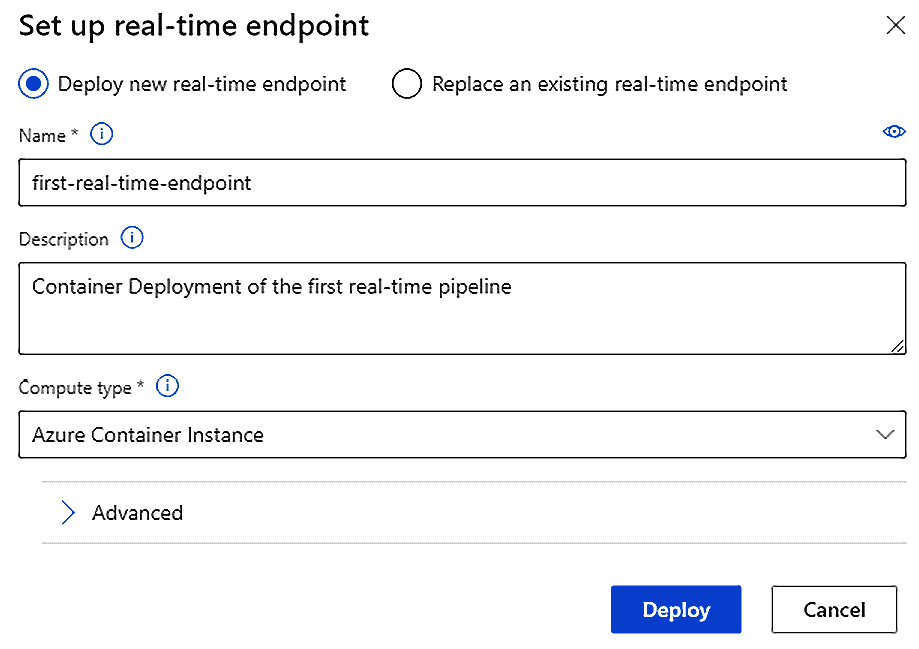 Set up real-time endpoint
Deploy new real-time endpoint Replace an existing real-time endpoint
Name *
first-real-time-endpoint
Description
Container Deployment of the first real-time pipeline
Compute type *
Azure Container Instance
Advanced
Deploy Cancel